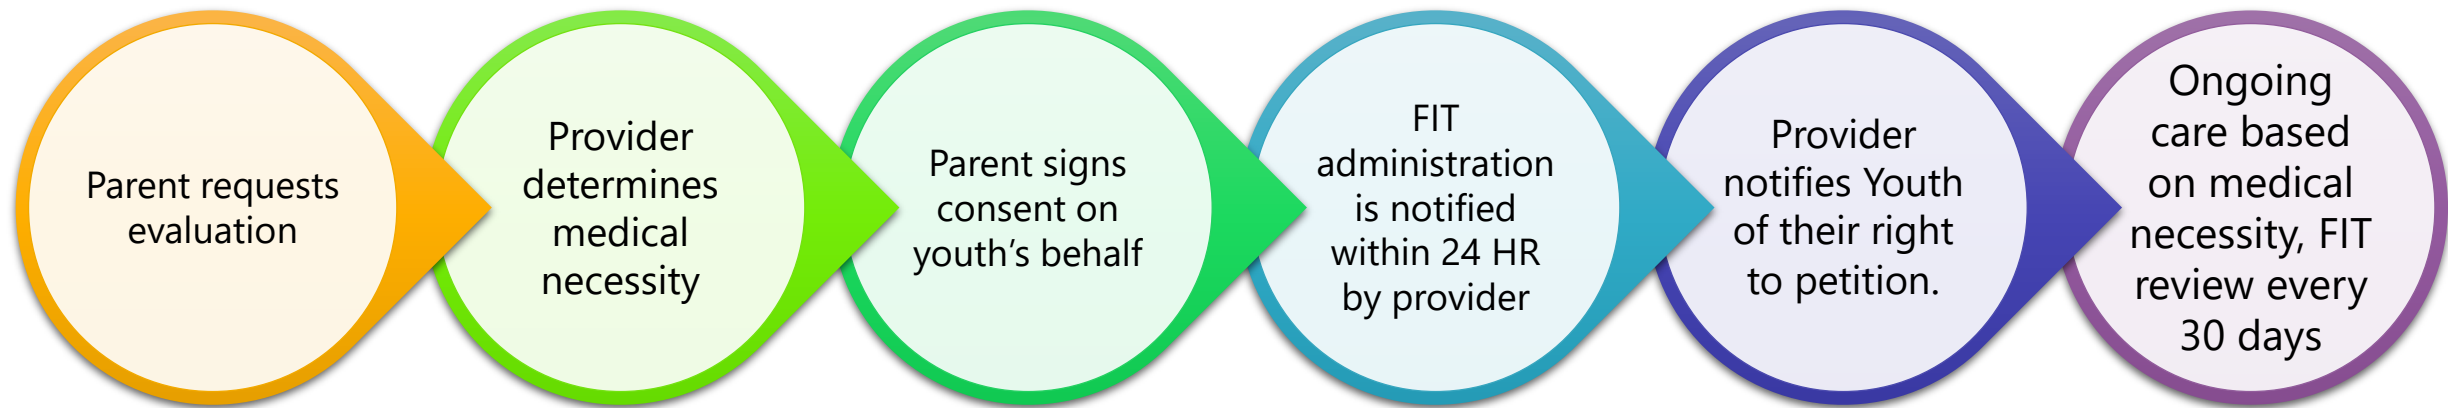 Parent requests
evaluation
Provider
determines
medical
necessity
Parent signs
consent on
youth’s behalf
FIT
administration
is notified
within 24 HR
by provider
Provider
notifies Youth
of their right
to petition.
Ongoing
care based
on medical
necessity, FIT
review every
30 days